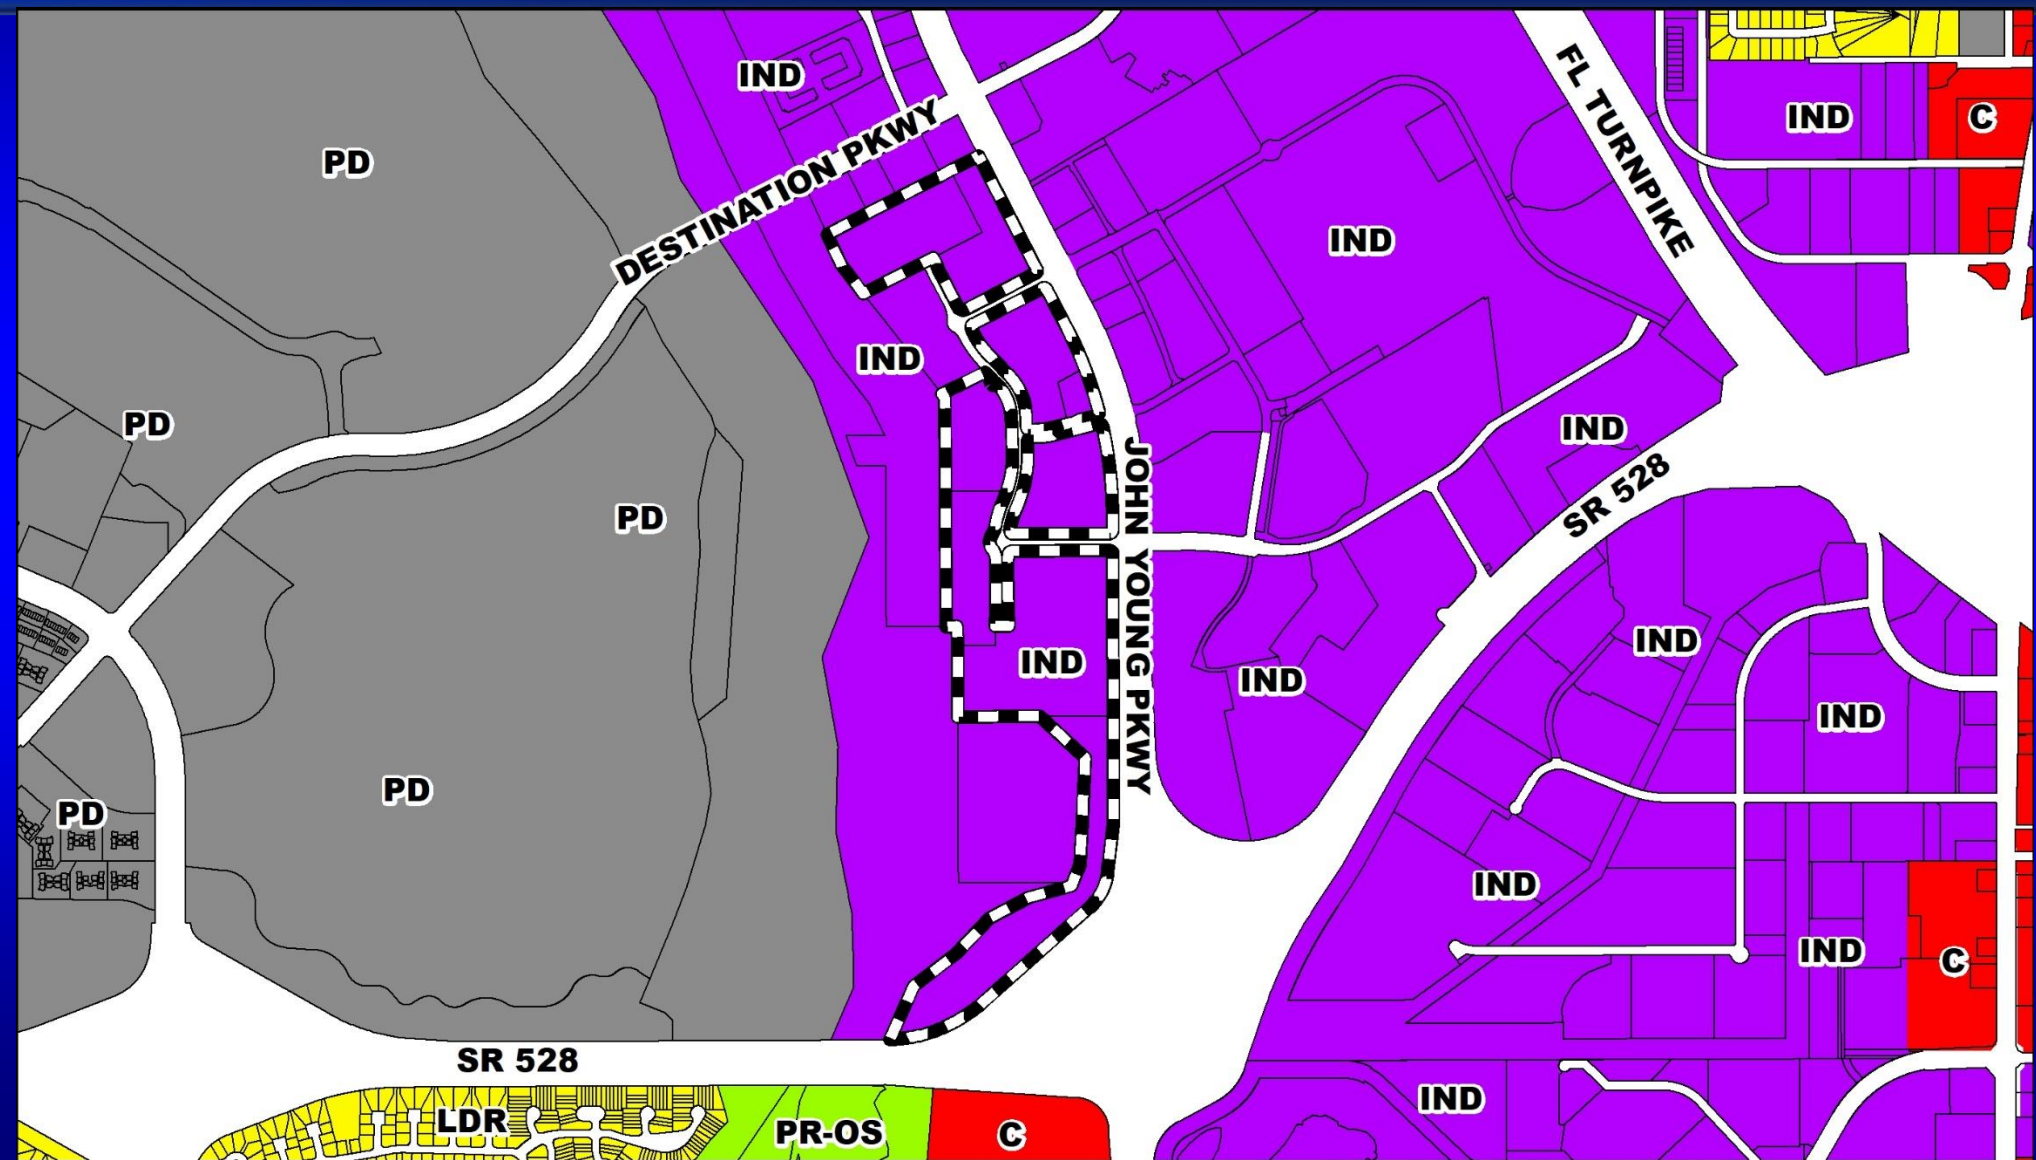 IND
FL TURNPIKE
IND
C
PD
DESTINATION PKWY
IND
IND
PD
IND
JOHN YOUNG PKWY
SR 528
PD
IND
IND
IND
IND
PD
PD
IND
IND
C
SR 528
IND
LDR
PR-OS
C